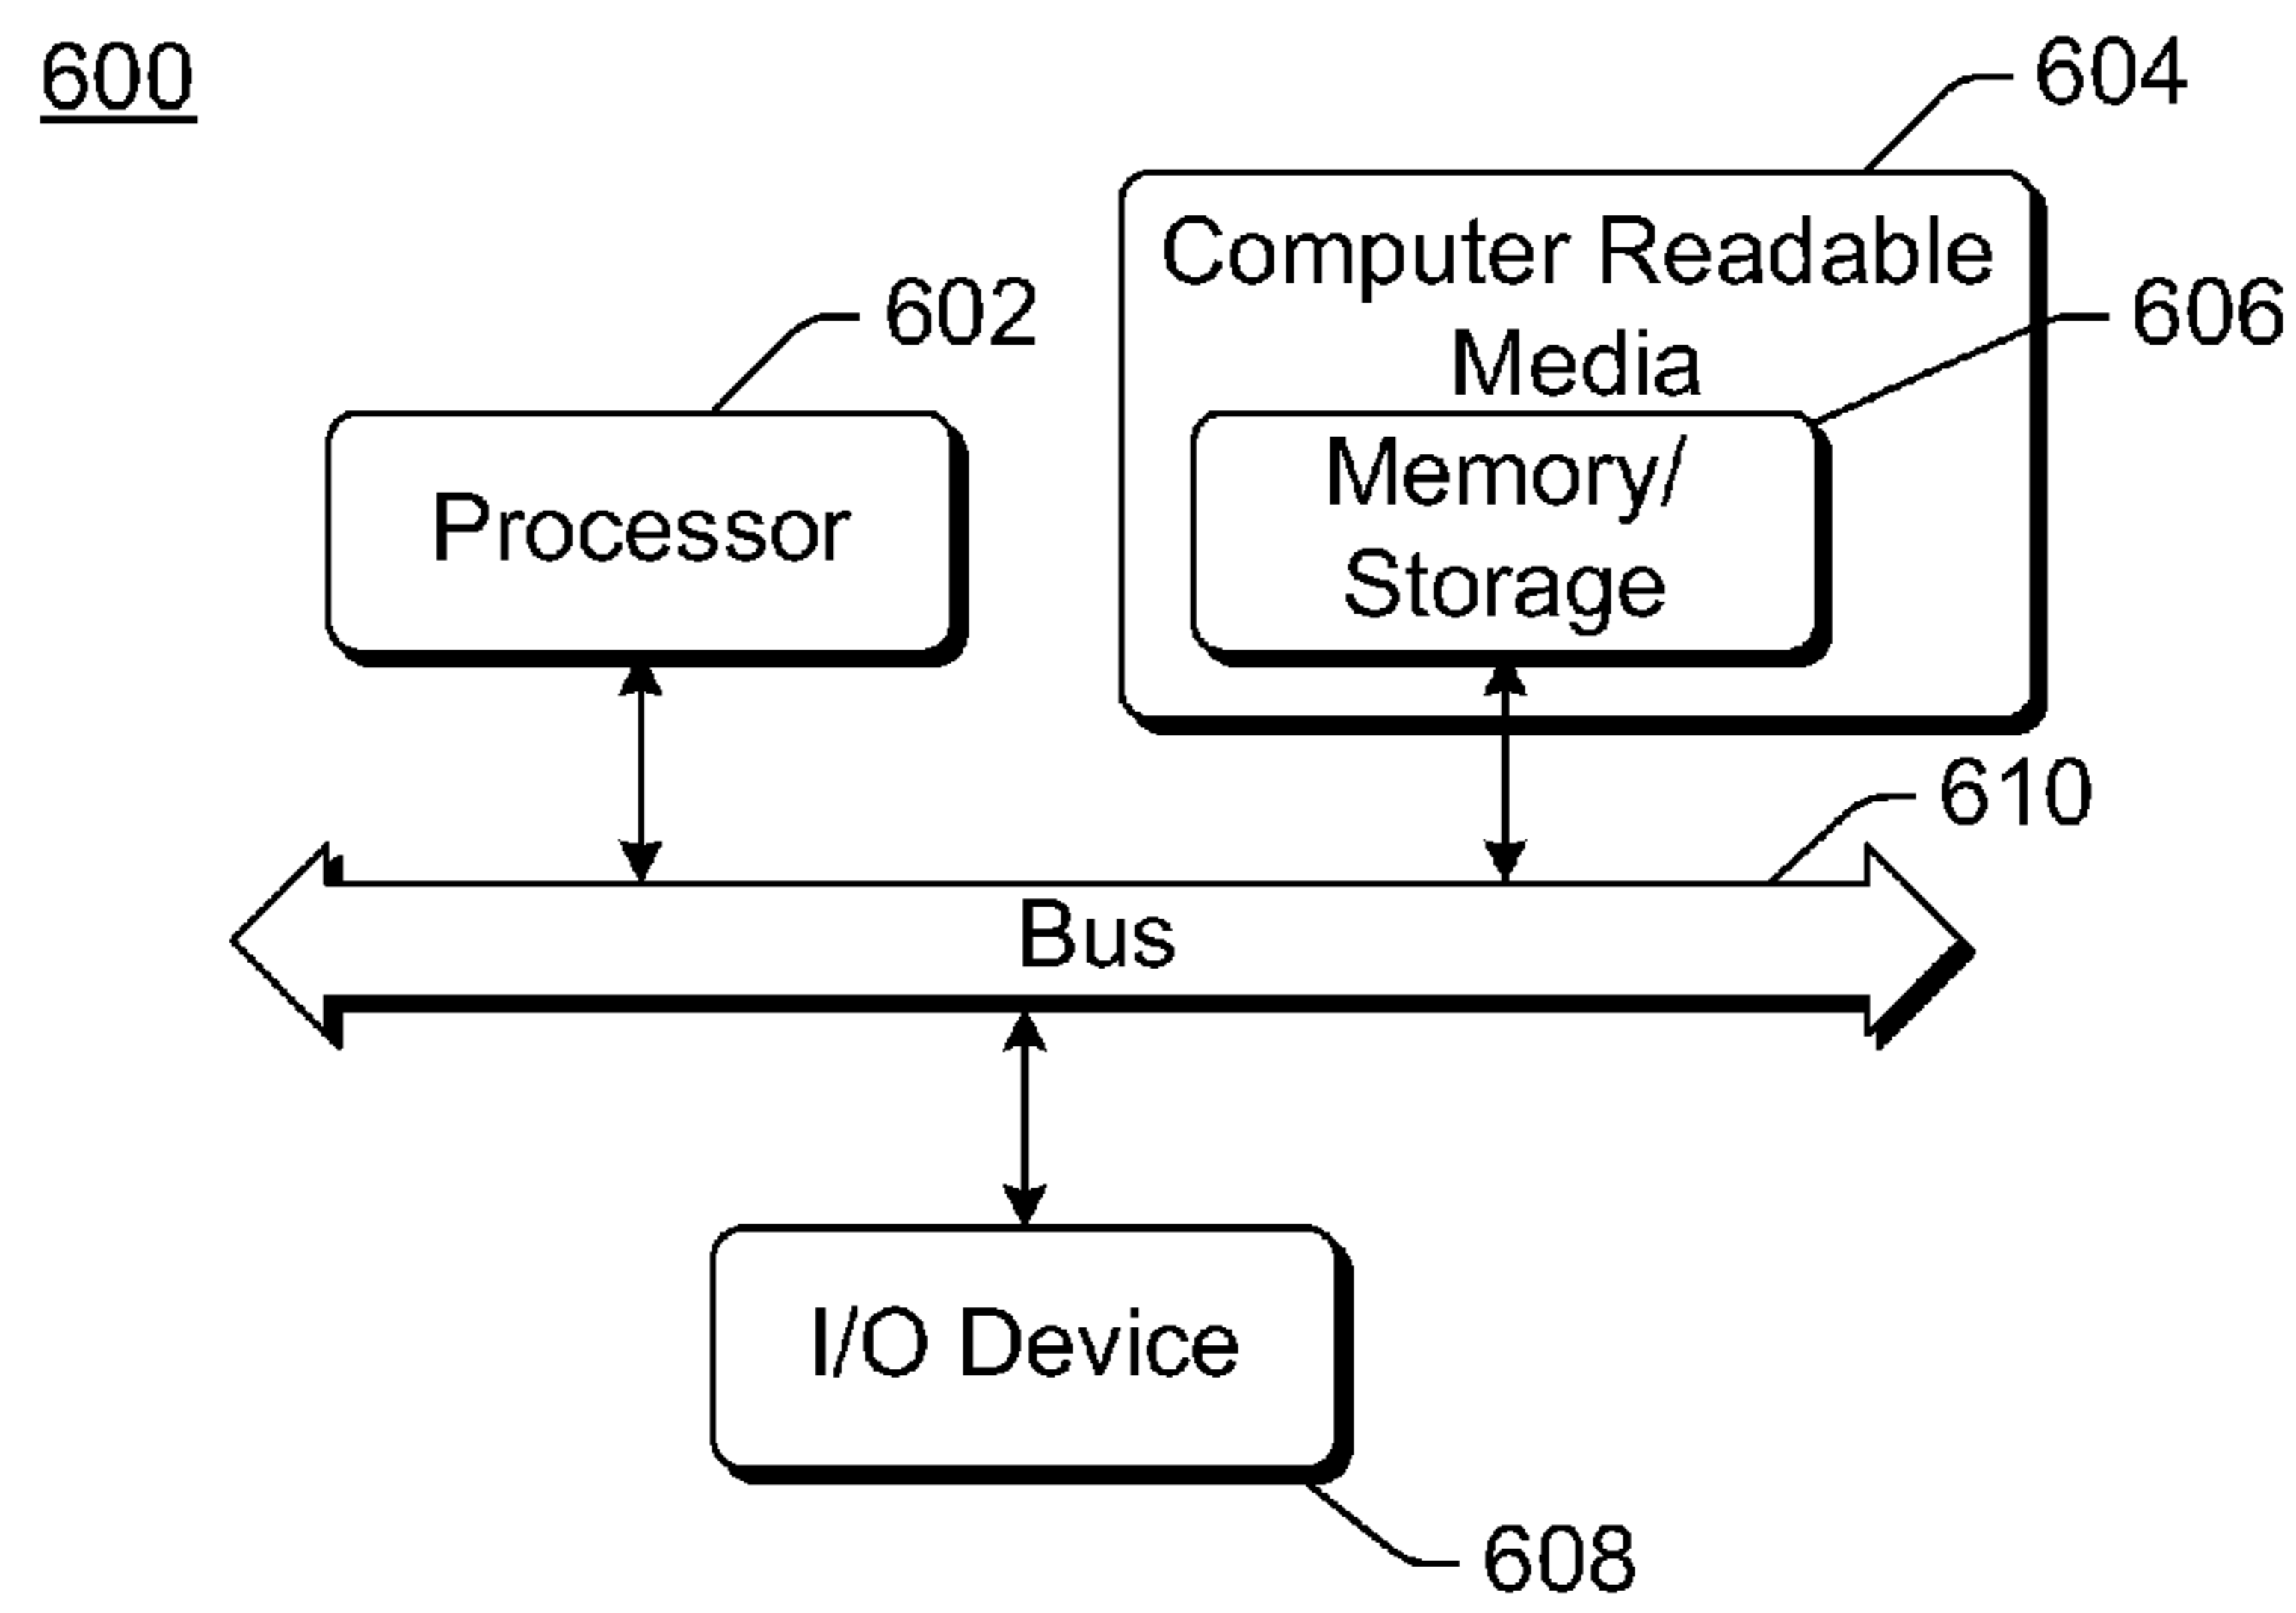 600
604
Computer Readable
Media
602
606
Processor
Memory/
Storage
610
Bus
I/O Device
608